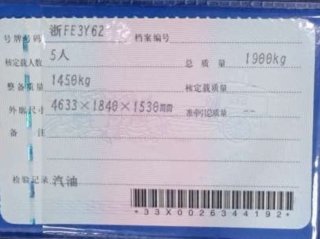 号牌号码 浙FE3Y62 档案编号
核定载人数 5人 总质量 1900kg
整备质量 1450kg 核定载质量
外廓尺寸 4633×1840×1530mm 准牵引总质量
备注
检验记录 汽油
*33X0026344192*